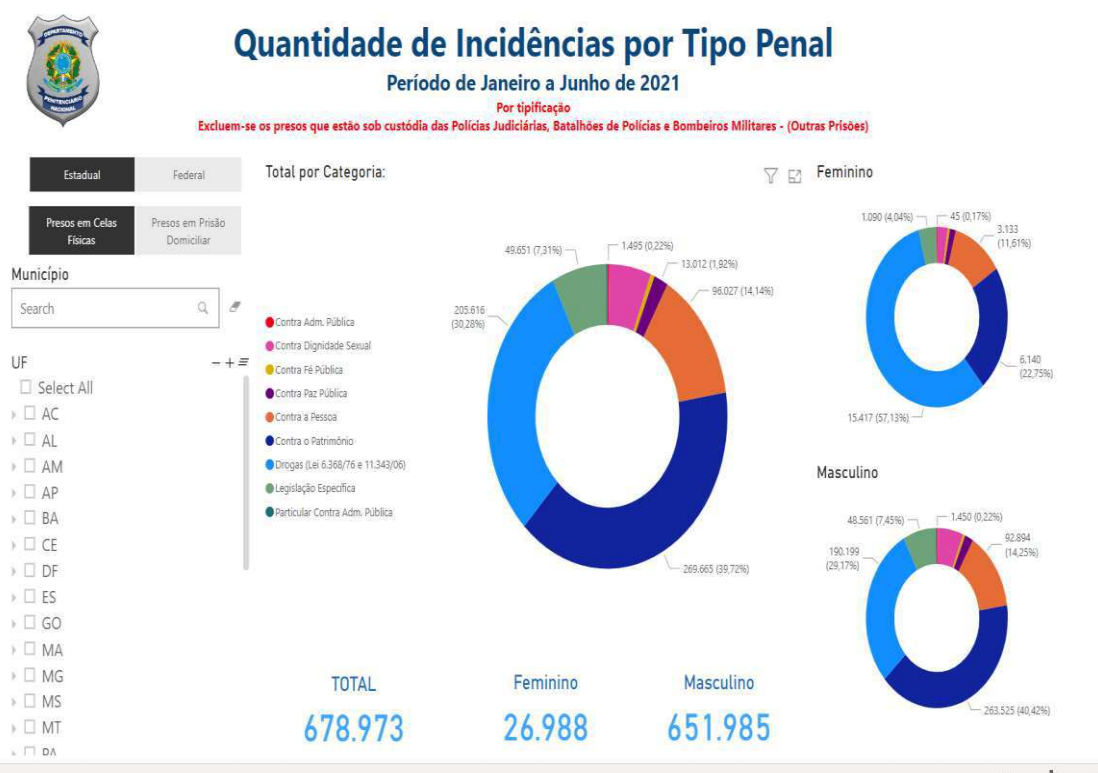 DEPARTAMENTO
PENITENCIÁRIO
NACIONAL
Quantidade de Incidências por Tipo Penal
Período de Janeiro a Junho de 2021
Por tipificação
Excluem-se os presos que estão sob custódia das Polícias Judiciárias, Batalhões de Polícias e Bombeiros Militares - (Outras Prisões)
Estadual
Federal
Presos em Celas
Físicas
Presos em Prisão
Domiciliar
Município
Search
UF
Select All
AC
AL
AM
AP
BA
CE
DF
ES
GO
MA
MG
MS
MT
PA
Total por Categoria:
Contra Adm. Pública
Contra Dignidade Sexual
Contra Fé Pública
Contra Paz Pública
Contra a Pessoa
Contra o Patrimônio
Drogas (Lei 6.368/76 e 11.343/06)
Legislação Específica
Particular Contra Adm. Pública
49.651 (7,31%)
1.495 (0,22%)
13.012 (1,92%)
96.027 (14,14%)
205.616
(30,28%)
269.665 (39,72%)
Feminino
1.090 (4,04%)
45 (0,17%)
3.133
(11,61%)
6.140
(22,75%)
15.417 (57,13%)
Masculino
48.561 (7,45%)
1.450 (0,22%)
92.894
(14,25%)
190.199
(29,17%)
263.525 (40,42%)
TOTAL
678.973
Feminino
26.988
Masculino
651.985